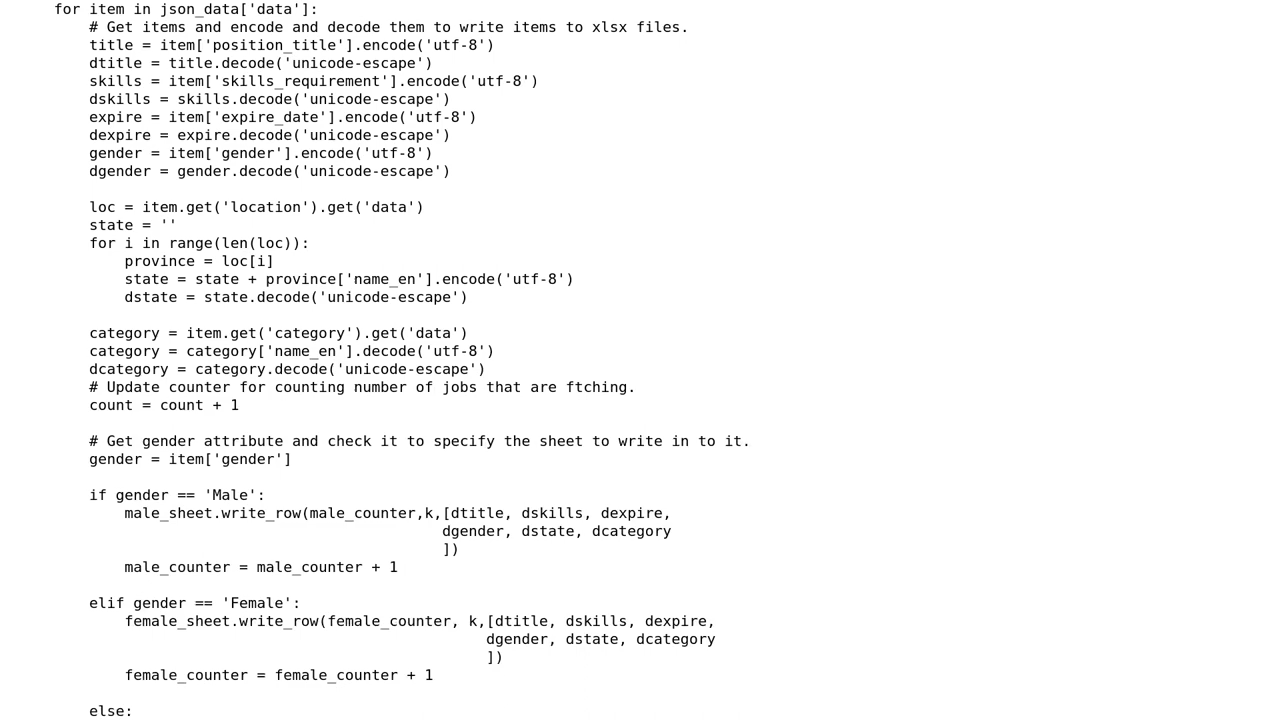 for item in json_data['data']:
# Get items and encode and decode them to write items to xlsx files.
title = item['position_title'].encode('utf-8')
dtitle = title.decode('unicode-escape')
skills = item['skills_requirement'].encode('utf-8')
dskills = skills.decode('unicode-escape')
expire = item['expire_date'].encode('utf-8')
dexpire = expire.decode('unicode-escape')
gender = item['gender'].encode('utf-8')
dgender = gender.decode('unicode-escape')
loc = item.get('location').get('data')
state = ''
for i in range(len(loc)):
province = loc[i]
state = state + province['name_en'].encode('utf-8')
dstate = state.decode('unicode-escape')
category = item.get('category').get('data')
category = category['name_en'].decode('utf-8')
dcategory = category.decode('unicode-escape')
# Update counter for counting number of jobs that are ftching.
count = count + 1
# Get gender attribute and check it to specify the sheet to write in to it.
gender = item['gender']
if gender == 'Male':
male_sheet.write_row(male_counter,k,[dtitle, dskills, dexpire,
dgender, dstate, dcategory
])
male_counter = male_counter + 1
elif gender == 'Female':
female_sheet.write_row(female_counter, k,[dtitle, dskills, dexpire,
dgender, dstate, dcategory
])
female_counter = female_counter + 1
else: